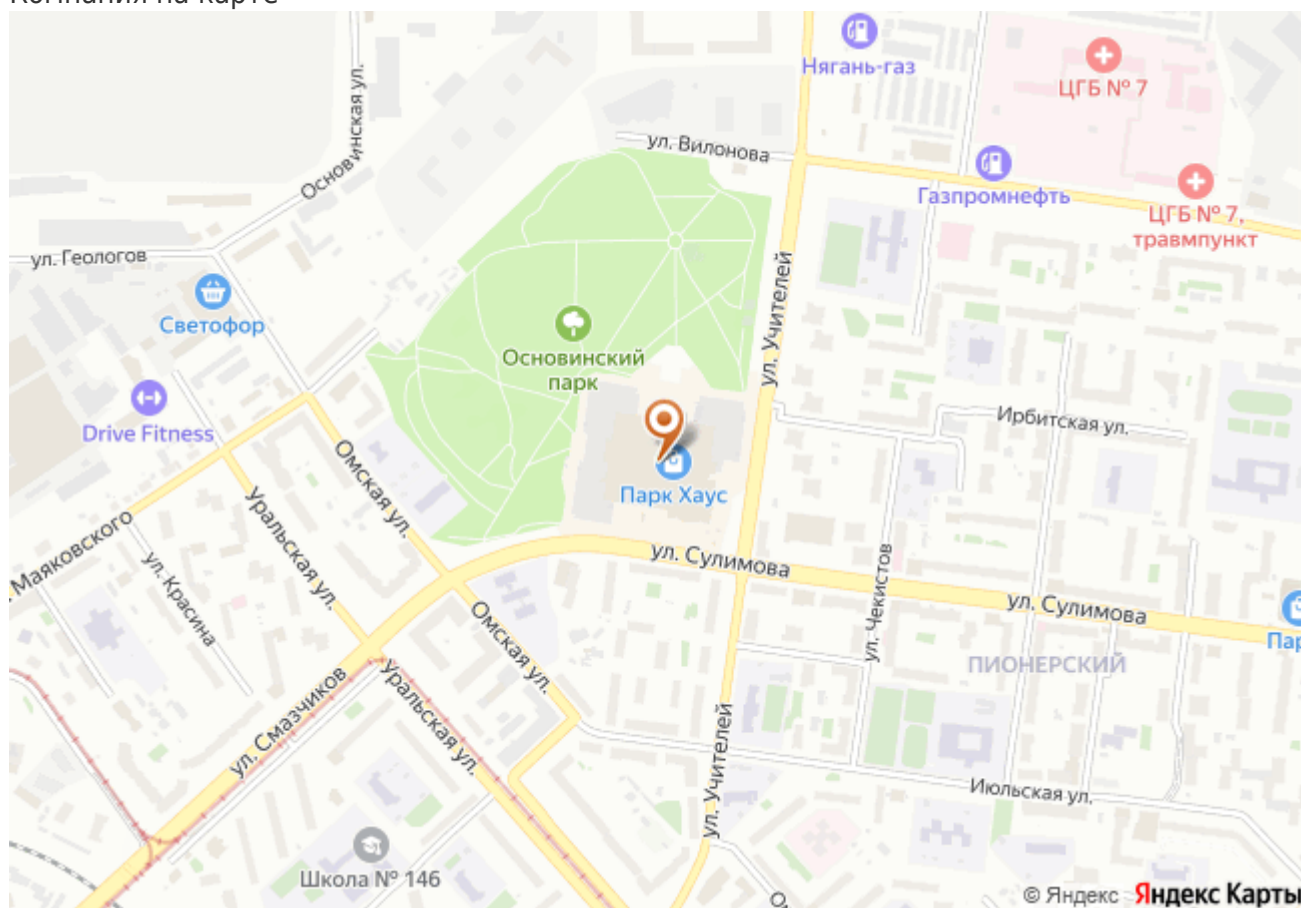 Компания на карте
Нягань-газ
ЦГБ № 7
Основинская ул.
ул. Вилонова
Газпромнефть
ЦГБ № 7,
травмпункт
ул. Геологов
Светофор
ул. Учителей
Основинский
парк
Drive Fitness
Ирбитская ул.
Омская ул.
Парк Хаус
Уральская ул.
Маяковского
ул. Красина
ул. Сулимова
ул. Чекистов
ул. Сулимова
Омская ул.
ПИОНЕРСКИЙ
ул. Смазчиков
Уральская ул.
ул. Учителей
Июльская ул.
Школа № 146
© Яндекс Яндекс Карты